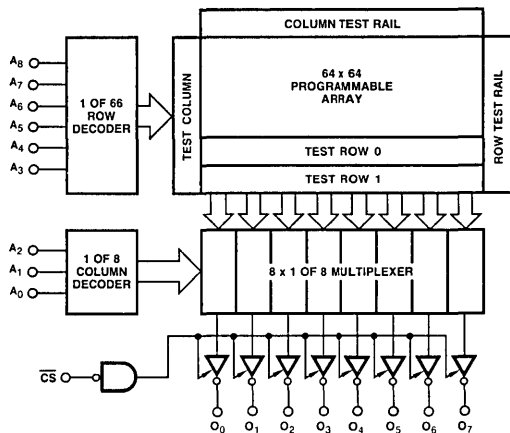 COLUMN TEST RAIL
A8
A7
A6
A5
A4
A3
1 OF 66
ROW
DECODER
TEST COLUMN
64 x 64
PROGRAMMABLE
ARRAY
ROW TEST RAIL
TEST ROW 0
TEST ROW 1
A2
A1
A0
1 OF 8
COLUMN
DECODER
8 x 1 OF 8 MULTIPLEXER
CS
O0 O1 O2 O3 O4 O5 O6 O7